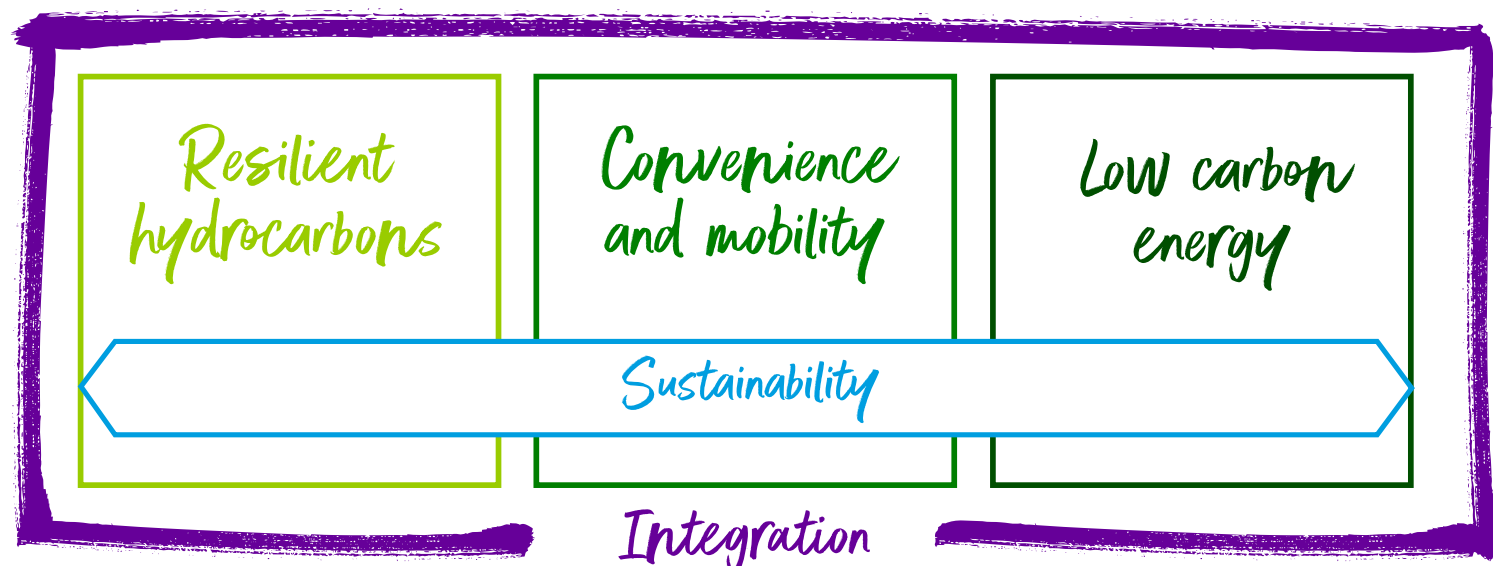 Resilient
hydrocarbons
Convenience
and mobility
Low carbon
energy
Sustainability
Integration